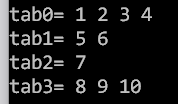 tab0= 1 2 3 4
tab1= 5 6
tab2= 7
tab3= 8 9 10